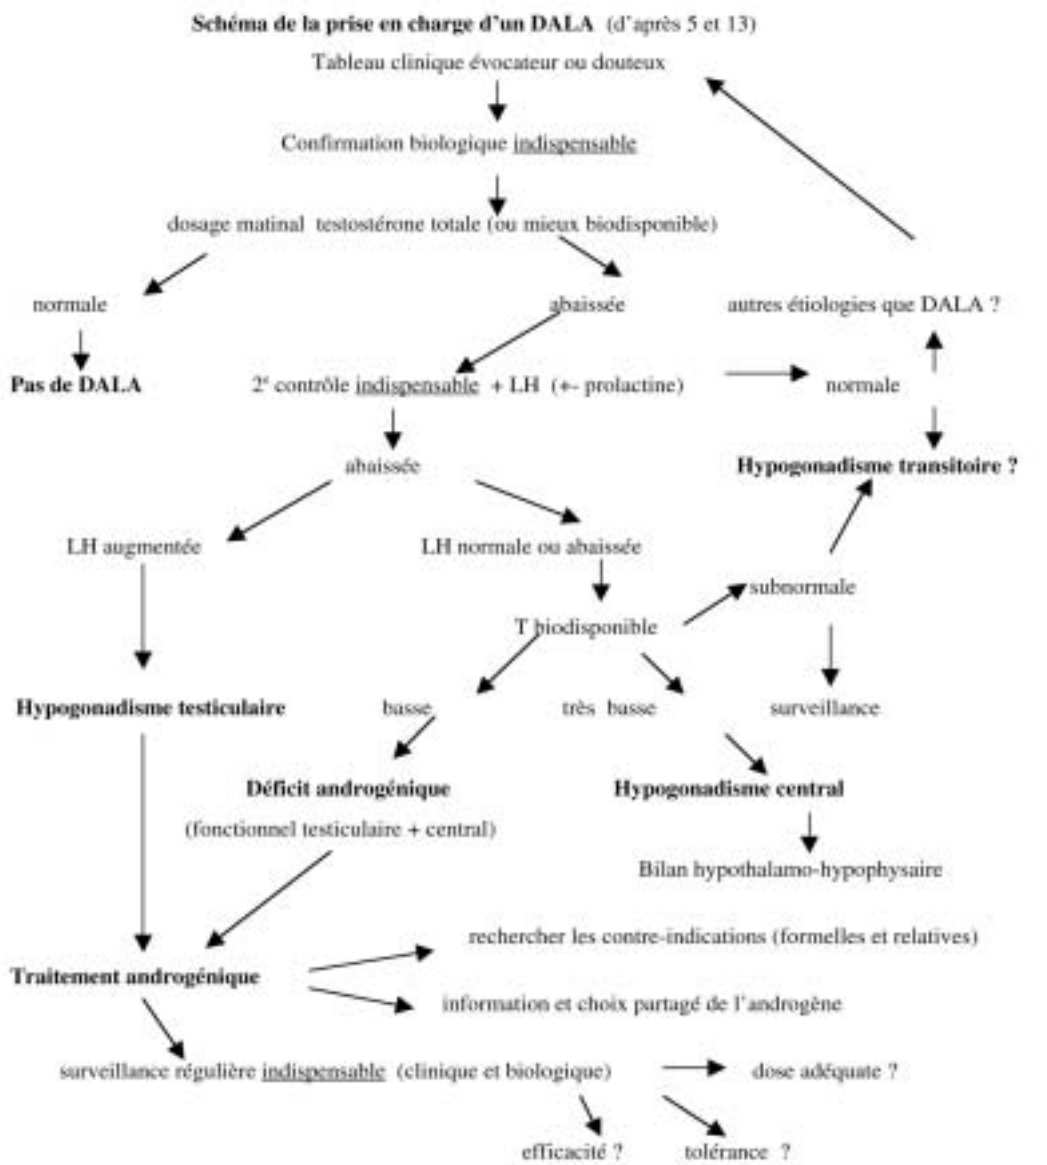 Schéma de la prise en charge d'un DALA (d'après 5 et 13)
Tableau clinique évocateur ou douteux
Confirmation biologique indispensable
dosage matinal testostérone totale (ou mieux biodisponible)
normale
abaissée
autres étiologies que DALA ?
Pas de DALA
2e contrôle indispensable + LH (+- prolactine)
normale
abaissée
Hypogonadisme transitoire ?
LH augmentée
LH normale ou abaissée
subnormale
T biodisponible
Hypogonadisme testiculaire
basse
très basse
surveillance
Déficit androgénique
Hypogonadisme central
(fonctionnel testiculaire + central)
Bilan hypothalamo-hypophysaire
rechercher les contre-indications (formelles et relatives)
Traitement androgénique
information et choix partagé de l'androgène
surveillance régulière indispensable (clinique et biologique)
dose adéquate ?
efficacité ?
tolérance ?